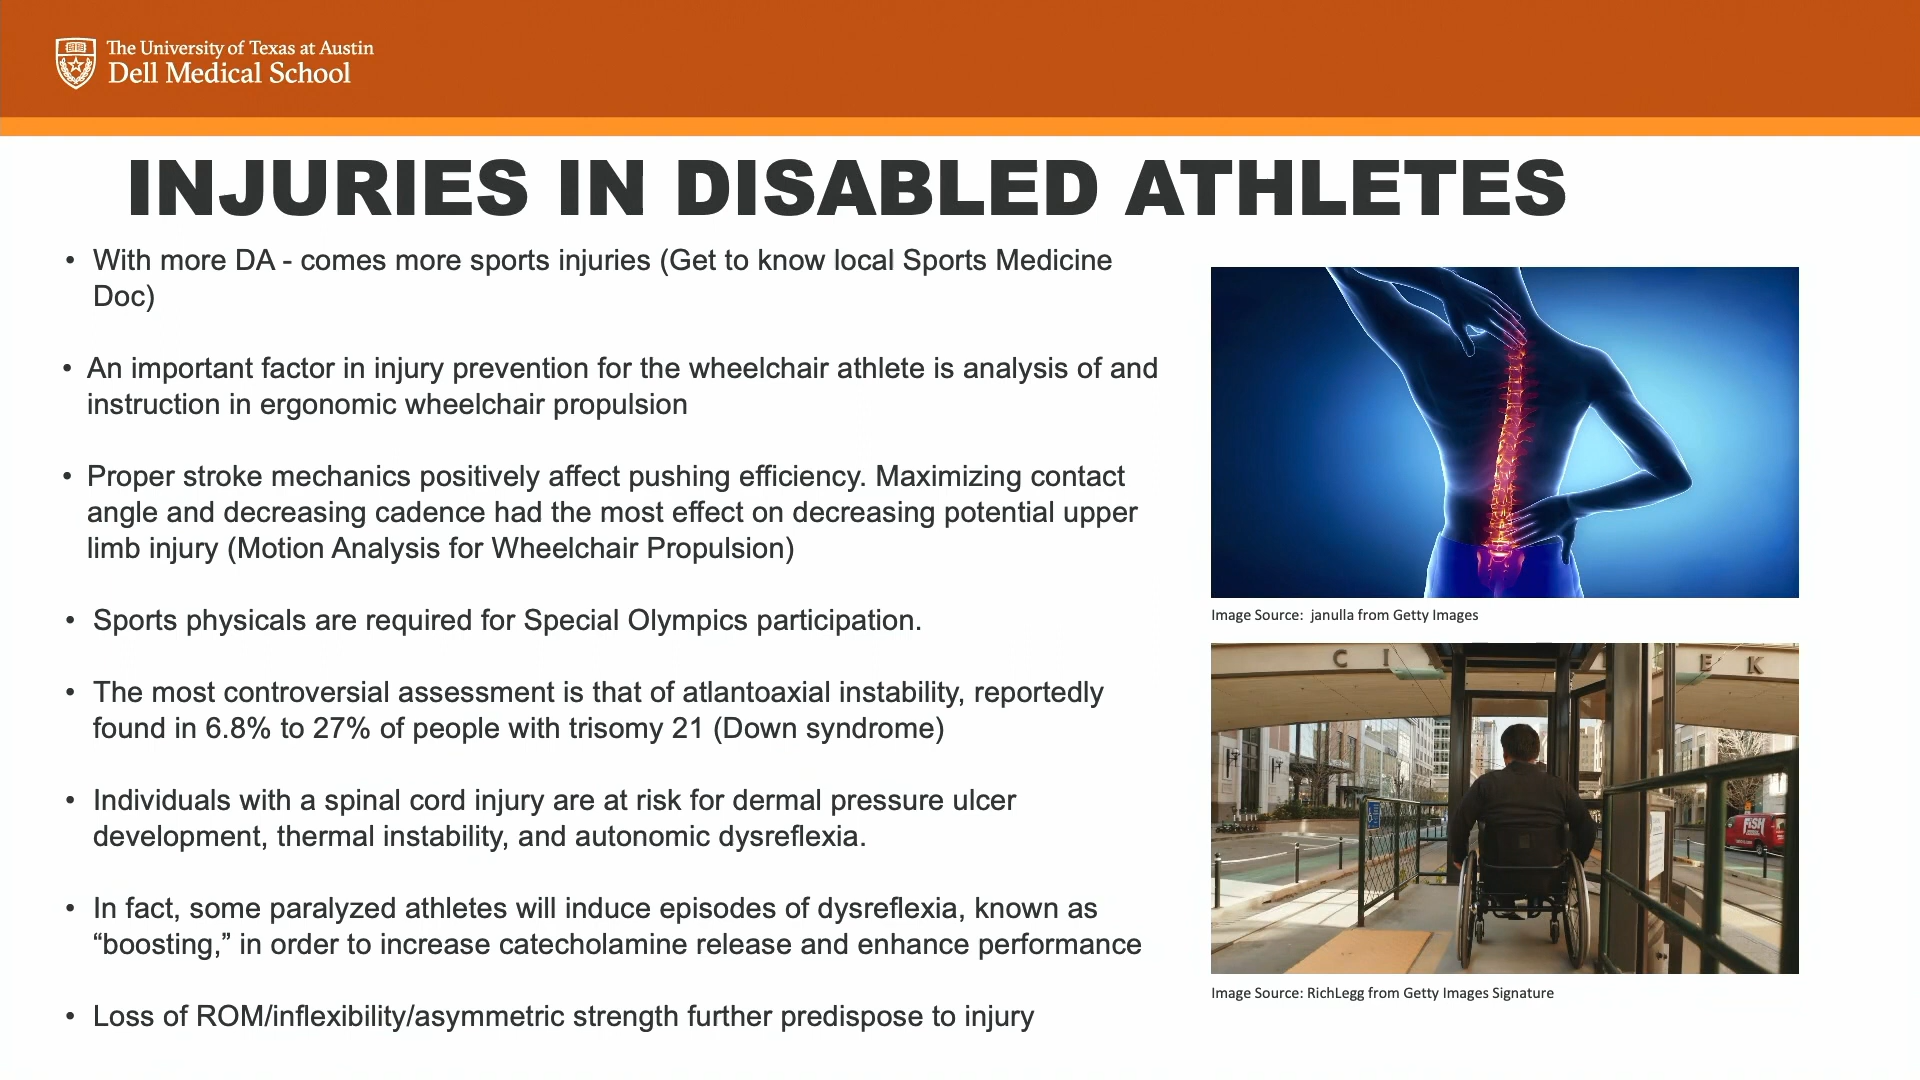 The University of Texas at Austin
Dell Medical School
INJURIES IN DISABLED ATHLETES
• With more DA - comes more sports injuries (Get to know local Sports Medicine
Doc)
• An important factor in injury prevention for the wheelchair athlete is analysis of and
instruction in ergonomic wheelchair propulsion
• Proper stroke mechanics positively affect pushing efficiency. Maximizing contact
angle and decreasing cadence had the most effect on decreasing potential upper
limb injury (Motion Analysis for Wheelchair Propulsion)
• Sports physicals are required for Special Olympics participation.
• The most controversial assessment is that of atlantoaxial instability, reportedly
found in 6.8% to 27% of people with trisomy 21 (Down syndrome)
• Individuals with a spinal cord injury are at risk for dermal pressure ulcer
development, thermal instability, and autonomic dysreflexia.
• In fact, some paralyzed athletes will induce episodes of dysreflexia, known as
“boosting,” in order to increase catecholamine release and enhance performance
• Loss of ROM/inflexibility/asymmetric strength further predispose to injury
Image Source: janulla from Getty Images
C I E K
FISH
Image Source: RichLegg from Getty Images Signature